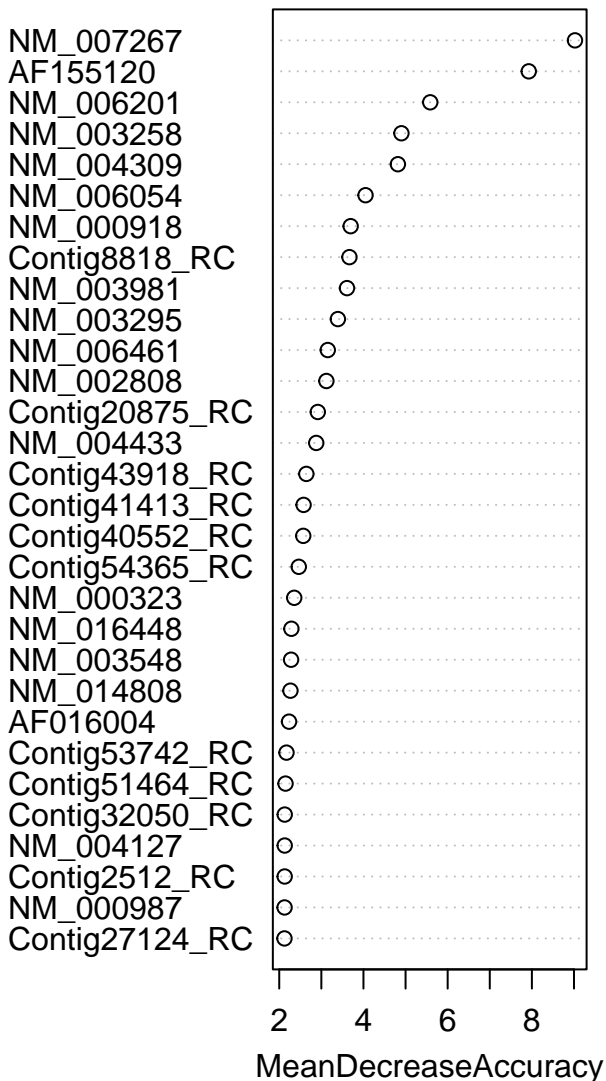 NM_007267
AF155120
NM_006201
NM_003258
NM_004309
NM_006054
NM_000918
Contig8818_RC
NM_003981
NM_003295
NM_006461
NM_002808
Contig20875_RC
NM_004433
Contig43918_RC
Contig41413_RC
Contig40552_RC
Contig54365_RC
NM_000323
NM_016448
NM_003548
NM_014808
AF016004
Contig53742_RC
Contig51464_RC
Contig32050_RC
NM_004127
Contig2512_RC
NM_000987
Contig27124_RC
2 4 6 8
MeanDecreaseAccuracy